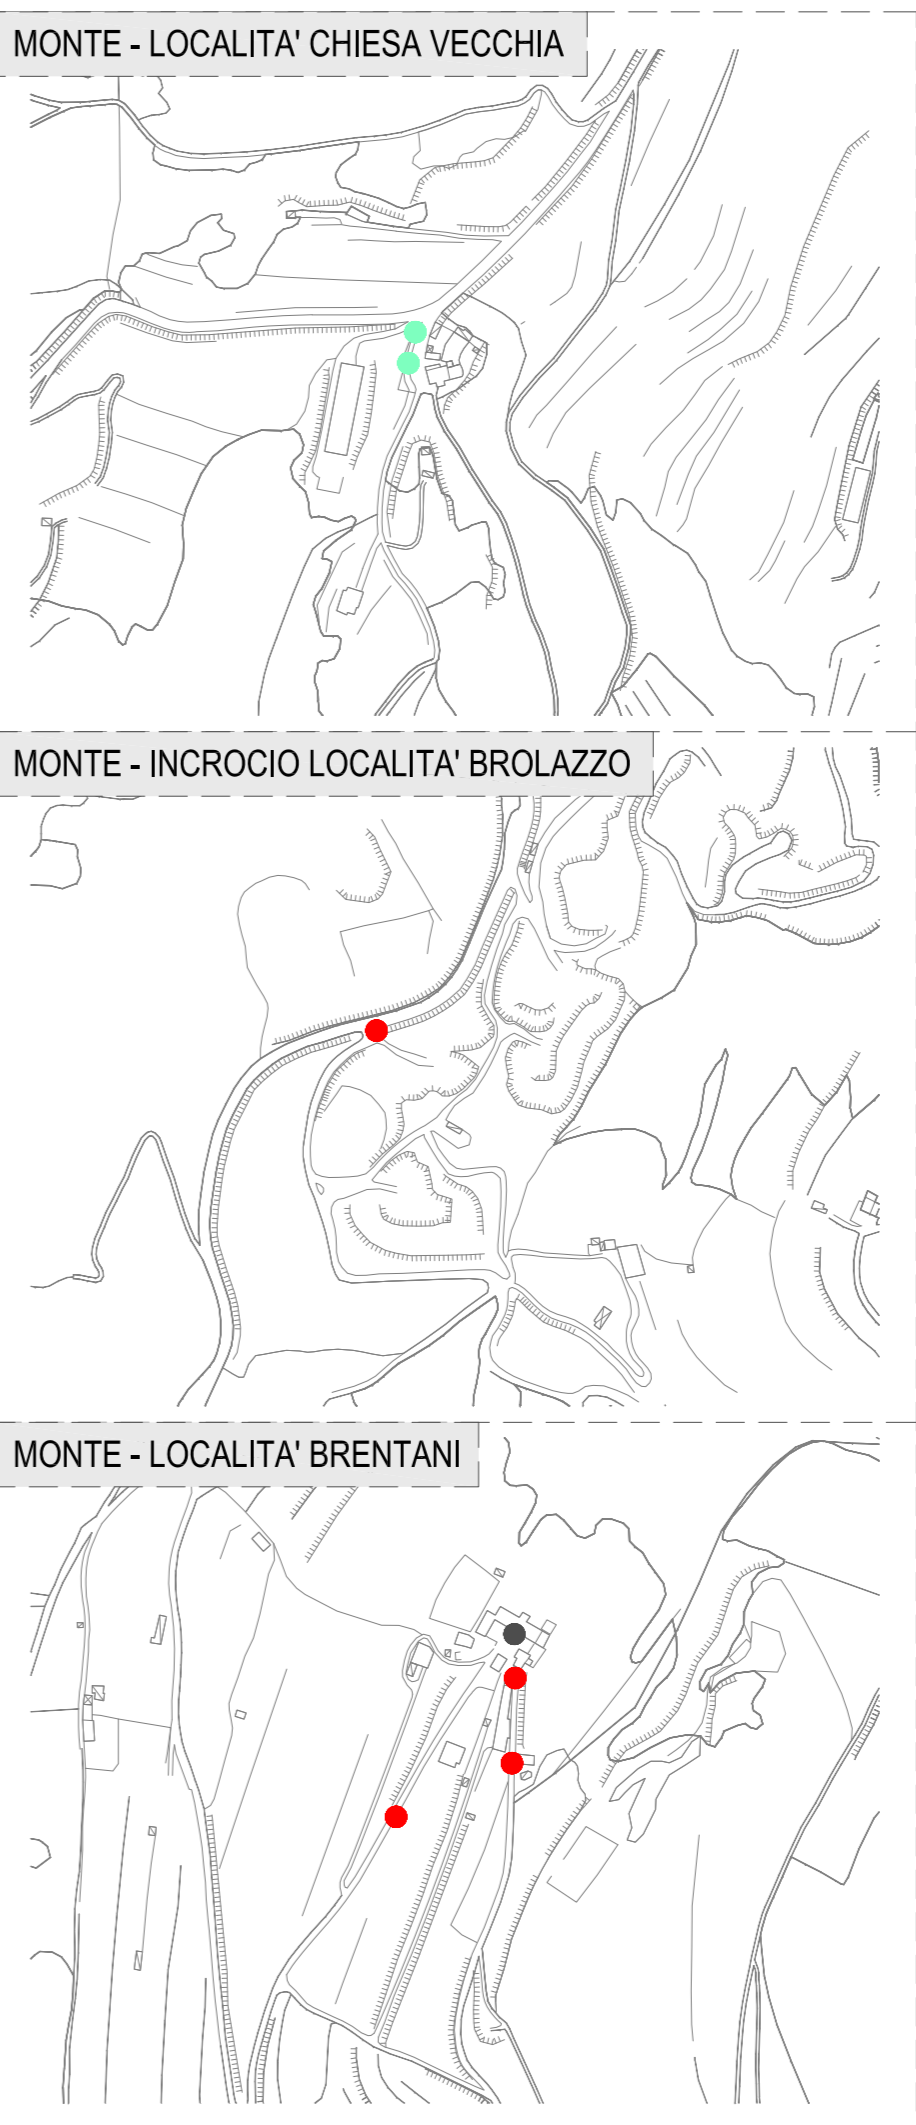 MONTE - LOCALITA' CHIESA VECCHIA
MONTE - INCROCIO LOCALITA' BROLAZZO
MONTE - LOCALITA' BRENTANI